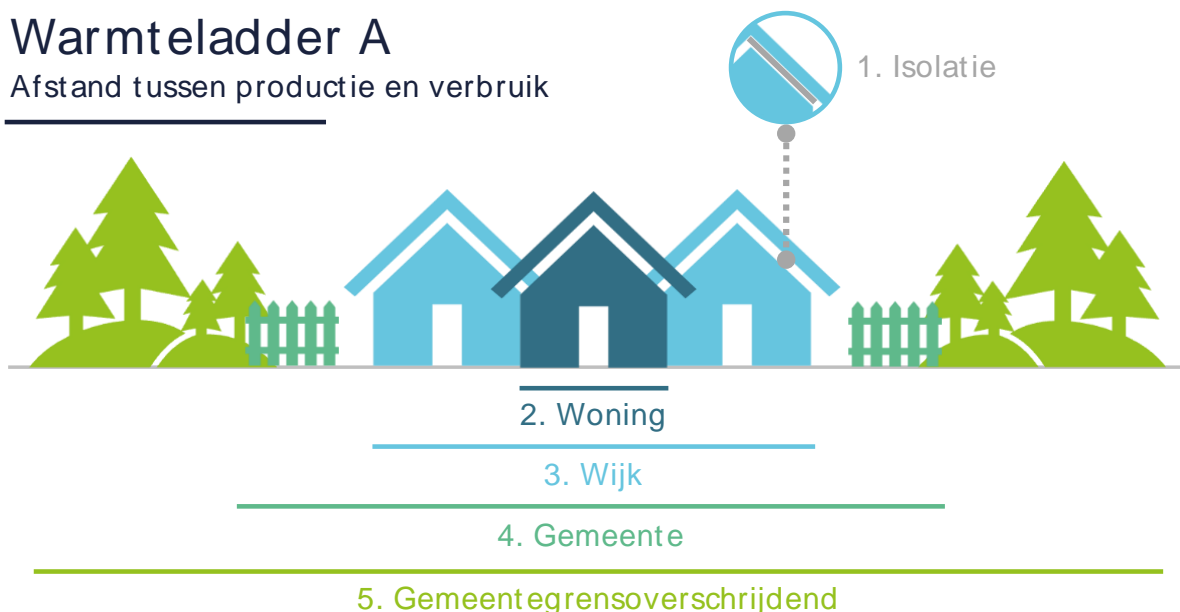 Warmteladder A
Afstand tussen productie en verbruik
1. Isolatie
2. Woning
3. Wijk
4. Gemeente
5. Gemeentegrensoverschrijdend